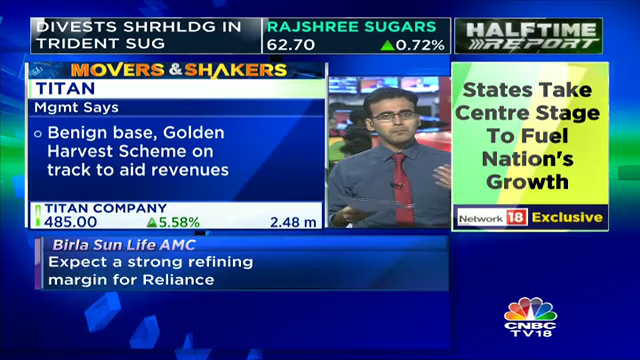 DIVESTS SHRHLDG IN
TRIDENT SUG
RAJSHREE SUGARS
62.70 0.72%
HALFTIME
REPORT
MOVERS & SHAKERS
TITAN
Mgmt Says
Benign base, Golden
Harvest Scheme on
track to aid revenues
TITAN COMPANY
485.00 5.58% 2.48 m
States Take
Centre Stage
To Fuel
Nation's
Growth
Network 18 Exclusive
Birla Sun Life AMC
Expect a strong refining
margin for Reliance
CNBC
TV18